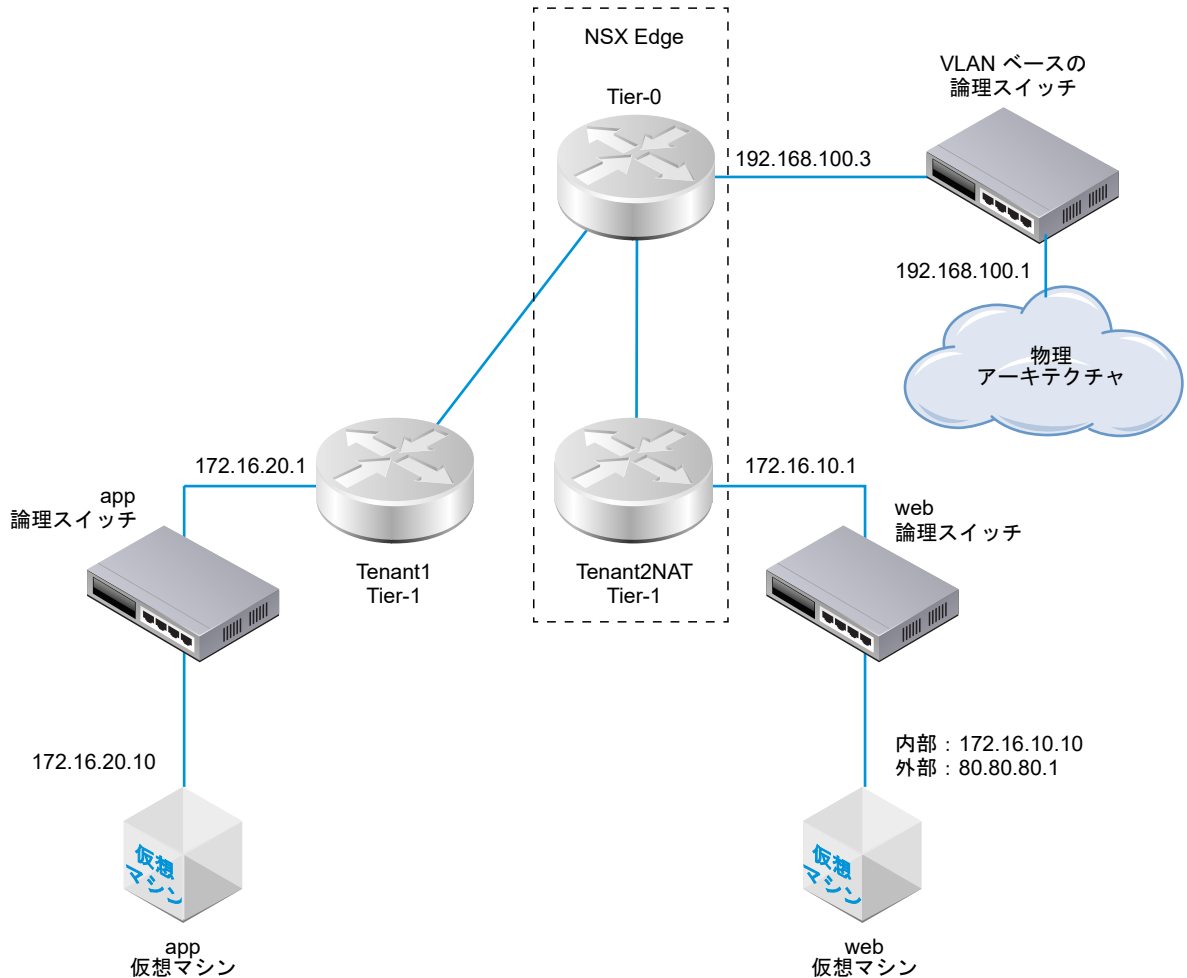 NSX Edge
Tier-0
VLAN ベースの
論理スイッチ
192.168.100.3
192.168.100.1
物理
アーキテクチャ
172.16.20.1
172.16.10.1
app
論理スイッチ
web
論理スイッチ
Tenant1
Tier-1
Tenant2NAT
Tier-1
172.16.20.10
内部：172.16.10.10
外部：80.80.80.1
仮想
マシン
仮想
マシン
app
仮想マシン
web
仮想マシン